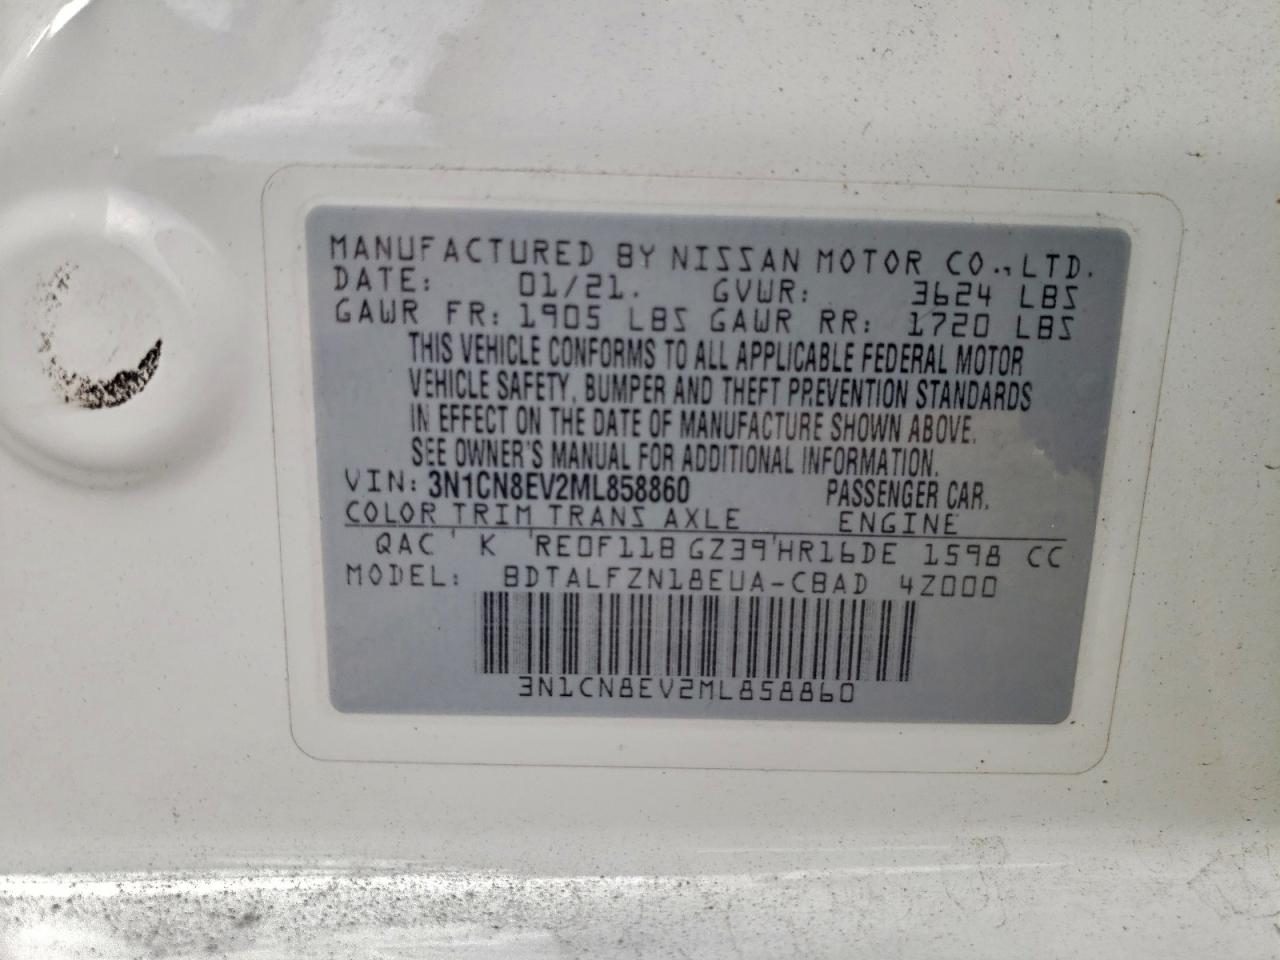 MANUFACTURED BY NISSAN MOTOR CO.,LTD.
DATE: 01/21. GVWR: 3624 LBS
GAWR FR: 1905 LBS GAWR RR: 1720 LBS
THIS VEHICLE CONFORMS TO ALL APPLICABLE FEDERAL MOTOR
VEHICLE SAFETY, BUMPER AND THEFT PREVENTION STANDARDS
IN EFFECT ON THE DATE OF MANUFACTURE SHOWN ABOVE.
SEE OWNER'S MANUAL FOR ADDITIONAL INFORMATION.
VIN: 3N1CN8EV2ML858860 PASSENGER CAR.
COLOR TRIM TRANS AXLE ENGINE
QAC ' K ' RE0F11B GZ39 ' HR16DE 1598 CC
MODEL: BDTALFZN18EUA-CBAD 4Z000
3N1CN8EV2ML858860